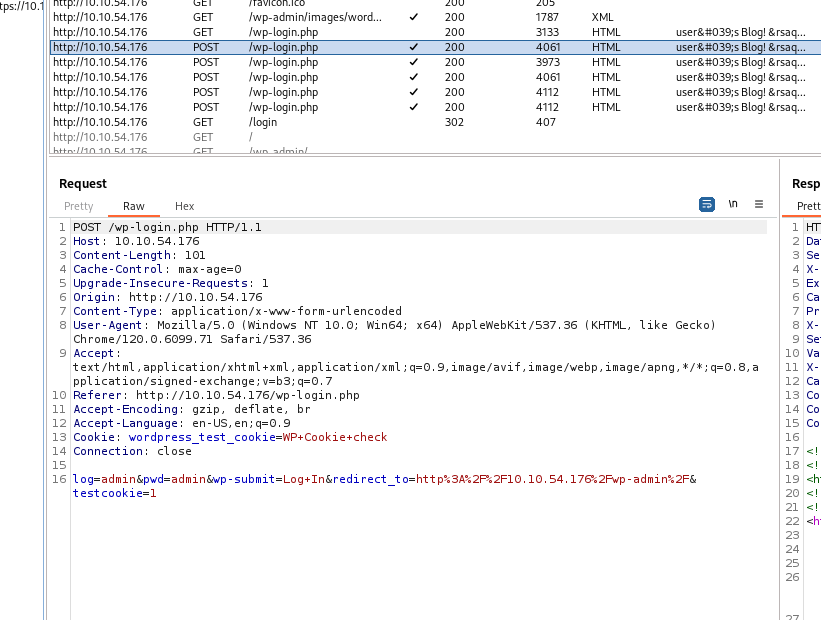 tps://10.1
http://10.10.54.176 GET /favicon.ico 200 205
http://10.10.54.176 GET /wp-admin/images/word... ✓ 200 1787 XML
http://10.10.54.176 GET /wp-login.php 200 3133 HTML user&#039;s Blog! &rsaq...
http://10.10.54.176 POST /wp-login.php ✓ 200 4061 HTML user&#039;s Blog! &rsaq...
http://10.10.54.176 POST /wp-login.php ✓ 200 3973 HTML user&#039;s Blog! &rsaq...
http://10.10.54.176 POST /wp-login.php ✓ 200 4061 HTML user&#039;s Blog! &rsaq...
http://10.10.54.176 POST /wp-login.php ✓ 200 4112 HTML user&#039;s Blog! &rsaq...
http://10.10.54.176 POST /wp-login.php ✓ 200 4112 HTML user&#039;s Blog! &rsaq...
http://10.10.54.176 GET /login 302 407
http://10.10.54.176 GET /
http://10.10.54.176 GET /wp-admin/
Request
Pretty Raw Hex \n
1 POST /wp-login.php HTTP/1.1
2 Host: 10.10.54.176
3 Content-Length: 101
4 Cache-Control: max-age=0
5 Upgrade-Insecure-Requests: 1
6 Origin: http://10.10.54.176
7 Content-Type: application/x-www-form-urlencoded
8 User-Agent: Mozilla/5.0 (Windows NT 10.0; Win64; x64) AppleWebKit/537.36 (KHTML, like Gecko)
Chrome/120.0.6099.71 Safari/537.36
9 Accept:
text/html,application/xhtml+xml,application/xml;q=0.9,image/avif,image/webp,image/apng,*/*;q=0.8,a
pplication/signed-exchange;v=b3;q=0.7
10 Referer: http://10.10.54.176/wp-login.php
11 Accept-Encoding: gzip, deflate, br
12 Accept-Language: en-US,en;q=0.9
13 Cookie: wordpress_test_cookie=WP+Cookie+check
14 Connection: close
15
16 log=admin&pwd=admin&wp-submit=Log+In&redirect_to=http%3A%2F%2F10.10.54.176%2Fwp-admin%2F&
testcookie=1
Resp
Prett
1 HT
2 Da
3 Se
4 X-
5 Ex
6 Ca
7 Pr
8 X-
9 Se
10 Va
11 X-
12 Ca
13 Co
14 Co
15 Co
16
17 <!
18 <!
19 <h
20 <!
21 <!
22 <h
23
24
25
26
27